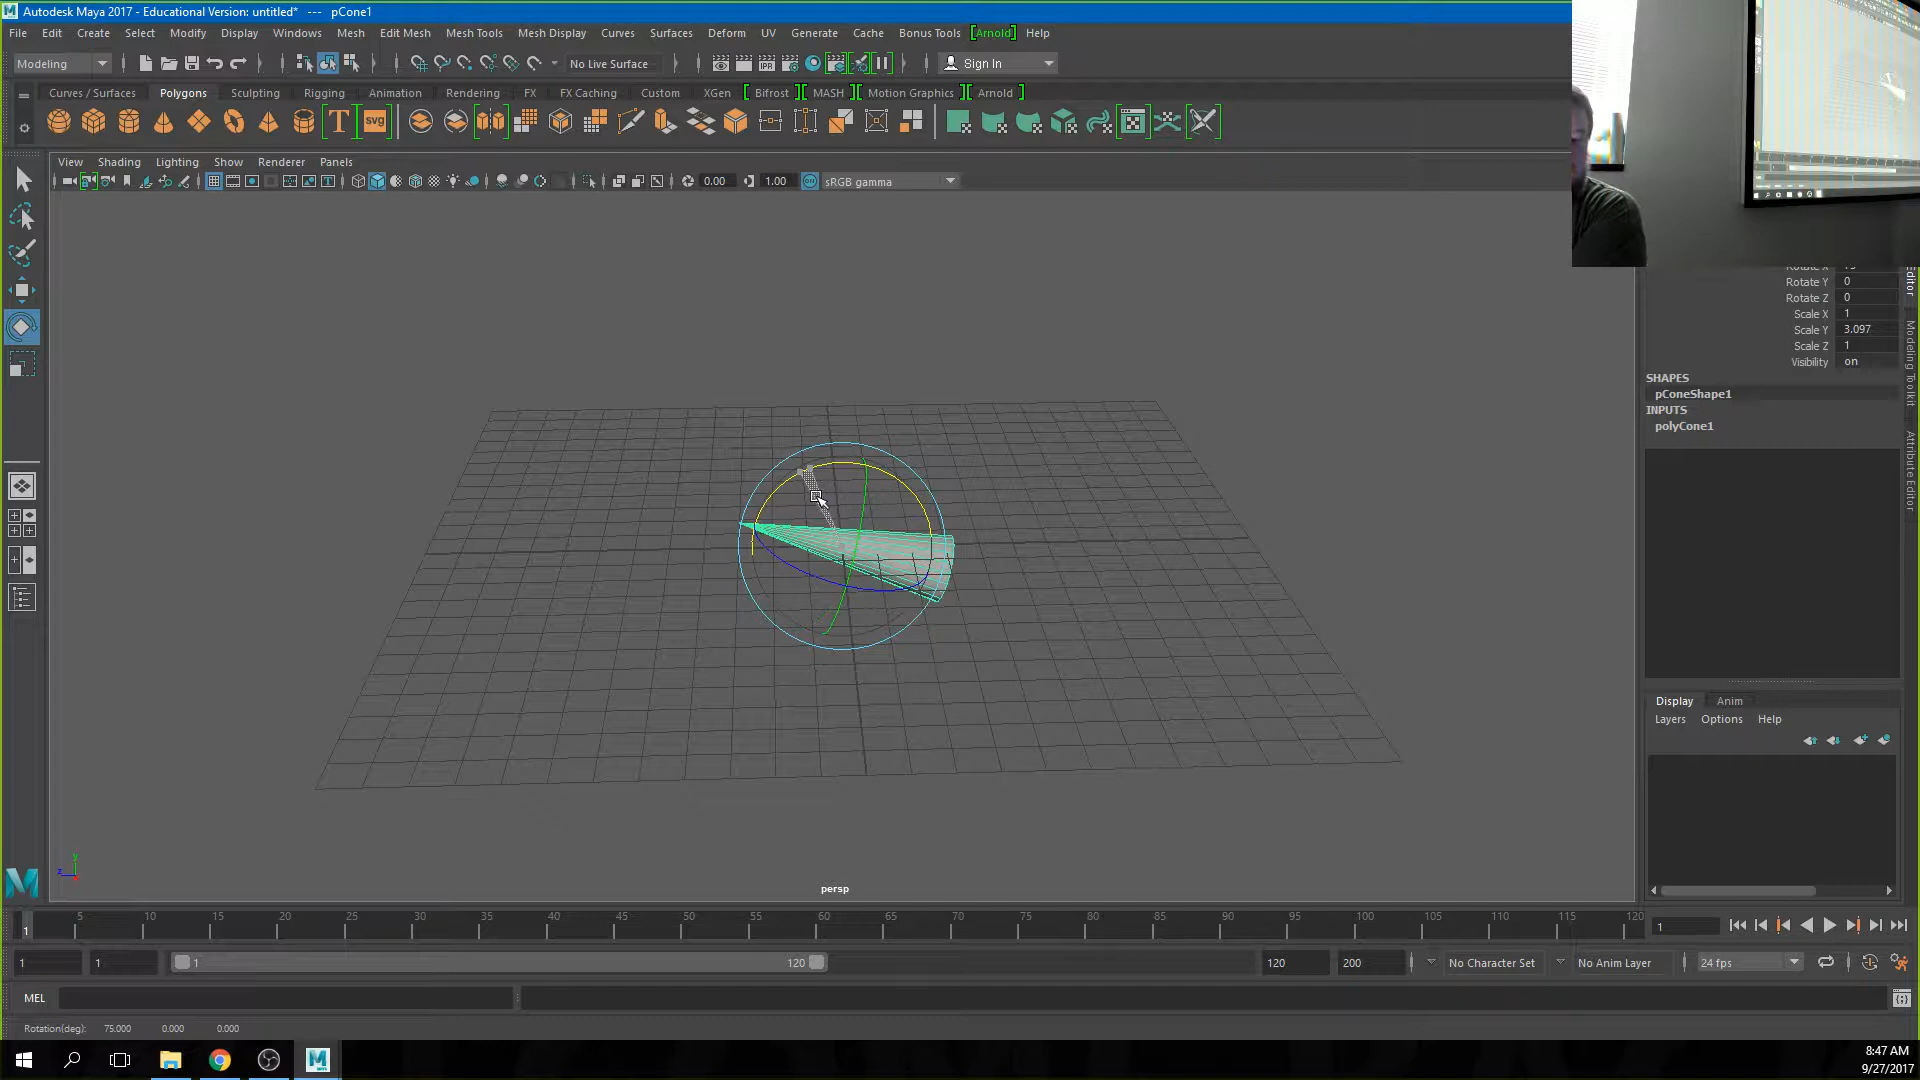 Autodesk Maya 2017 - Educational Version: untitled* --- pCone1
File Edit Create Select Modify Display Windows Mesh Edit Mesh Mesh Tools Mesh Display Curves Surfaces Deform UV Generate Cache Bonus Tools [Arnold] Help
Modeling No Live Surface Sign In
Curves / Surfaces Polygons Sculpting Rigging Animation Rendering FX FX Caching Custom XGen [ Bifrost ] [ MASH ] [ Motion Graphics ] [ Arnold ]
T svg
View Shading Lighting Show Renderer Panels
0.00 1.00 ON sRGB gamma
Rotate Y 0
Rotate Z 0
Scale X 1
Scale Y 3.097
Scale Z 1
Visibility on
SHAPES
pConeShape1
INPUTS
polyCone1
Modeling Toolkit
Attribute Editor
Display Anim
Layers Options Help
y
z
persp
5 10 15 20 25 30 35 40 45 50 55 60 65 70 75 80 85 90 95 100 105 110 115 120
1 1
1 1 1 120 120 200 No Character Set No Anim Layer 24 fps
MEL
Rotation(deg): 75.000 0.000 0.000
8:47 AM
9/27/2017